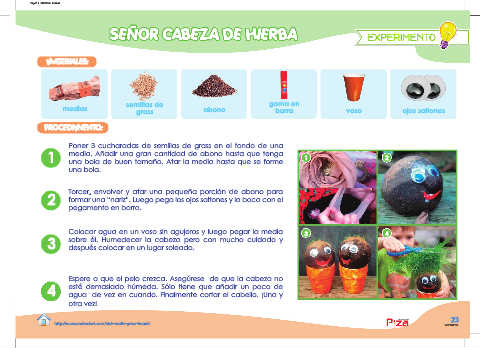 SEÑOR CABEZA DE HIERBA
EXPERIMENTO
MATERIALES:
medias
semillas de
grass
abono
goma en
barra
vaso
ojos saltones
PROCEDIMIENTO:
1
Poner 3 cucharadas de semillas de grass en el fondo de una
media. Añadir una gran cantidad de abono hasta que tenga
una bola de buen tamaño. Atar la media hasta que se forme
una bola.
2
Torcer, envolver y atar una pequeña porción de abono para
formar una "nariz". Luego pega los ojos saltones y la boca con el
pegamento en barra.
3
Colocar agua en un vaso sin agujeros y luego pegar la media
sobre él. Humedecer la cabeza pero con mucho cuidado y
después colocar en un lugar soleado.
4
Espere a que el pelo crezca. Asegúrese de que la cabeza no
esté demasiado húmeda. Sólo tiene que añadir un poco de
agua de vez en cuando. Finalmente cortar el cabello, ¡Una y
otra vez!
1
2
3
4
23